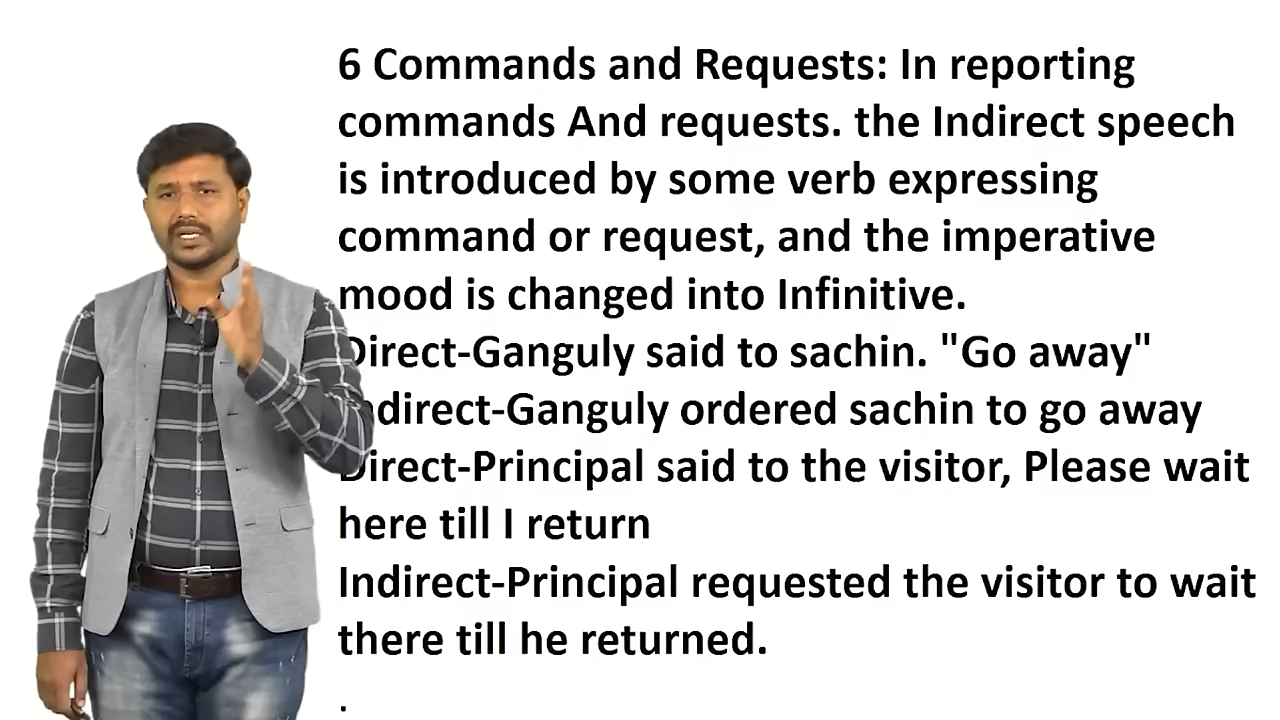 6 Commands and Requests: In reporting
commands And requests. the Indirect speech
is introduced by some verb expressing
command or request, and the imperative
mood is changed into Infinitive.
Direct-Ganguly said to sachin. "Go away"
Indirect-Ganguly ordered sachin to go away
Direct-Principal said to the visitor, Please wait
here till I return
Indirect-Principal requested the visitor to wait
there till he returned.
.